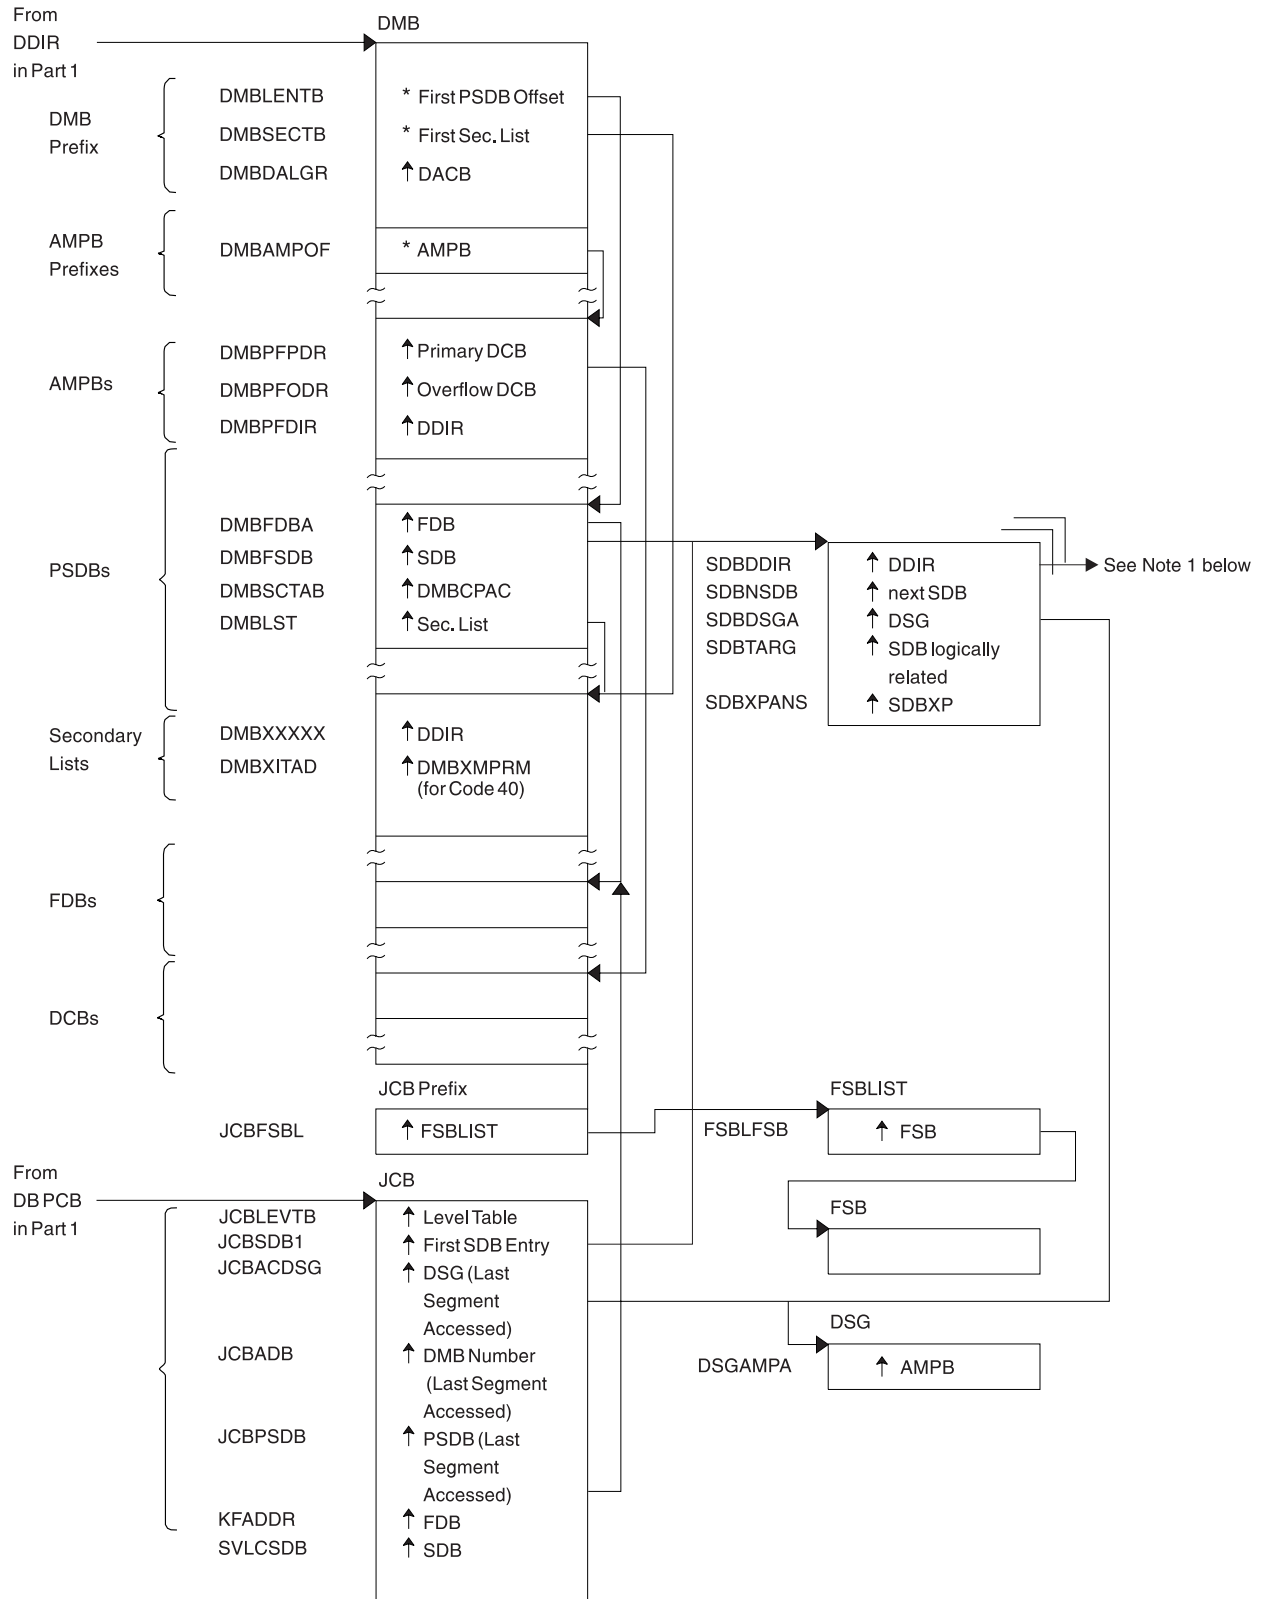 From
DDIR
in Part 1
DMB
DMB
Prefix
DMBLENTB
* First PSDB Offset
DMBSECTB
* First Sec. List
DMBDALGR
DACB
AMPB
Prefixes
DMBAMPOF
* AMPB
AMPBs
DMBPFPDR
Primary DCB
DMBPFODR
Overflow DCB
DMBPFDIR
DDIR
PSDBs
DMBFDBA
FDB
DMBFSDB
SDB
DMBSCTAB
DMBCPAC
DMBLST
Sec. List
SDBDDIR
DDIR
See Note 1 below
SDBNSDB
next SDB
SDBDSGA
DSG
SDBTARG
SDB logically
related
SDBXPANS
SDBXP
Secondary
Lists
DMBXXXXX
DDIR
DMBXITAD
DMBXMPRM
(for Code 40)
FDBs
DCBs
JCB Prefix
JCBFSBL
FSBLIST
FSBLIST
FSBLFSB
FSB
FSB
From
DB PCB
in Part 1
JCB
JCBLEVTB
Level Table
JCBSDB1
First SDB Entry
JCBACDSG
DSG (Last
Segment
Accessed)
JCBADB
DMB Number
(Last Segment
Accessed)
JCBPSDB
PSDB (Last
Segment
Accessed)
KFADDR
FDB
SVLCSDB
SDB
DSG
DSGAMPA
AMPB